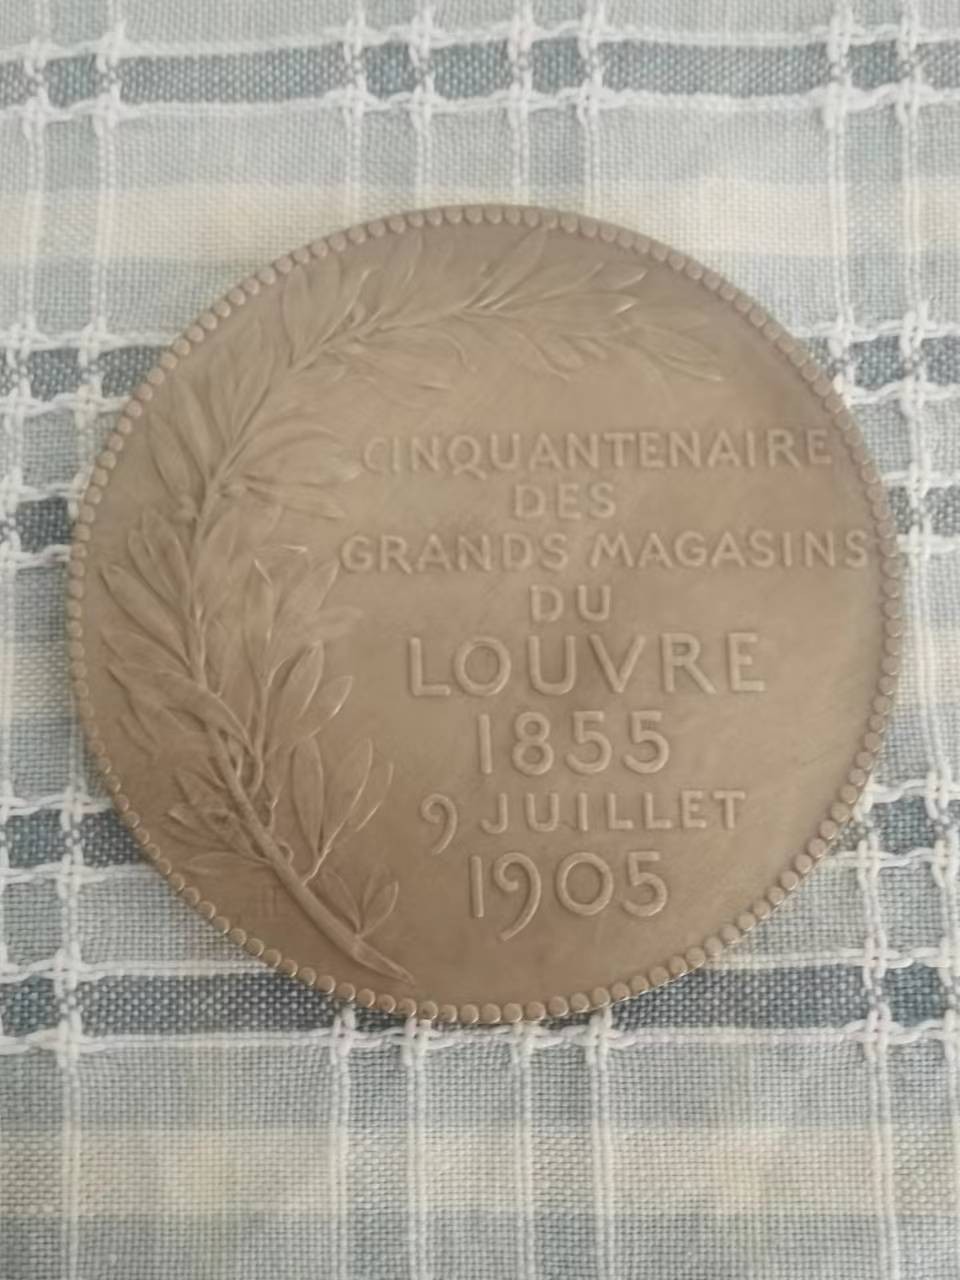 CINQUANTENAIRE
DES
GRANDS MAGASINS
DU
LOUVRE
1855
9 JUILLET
1905